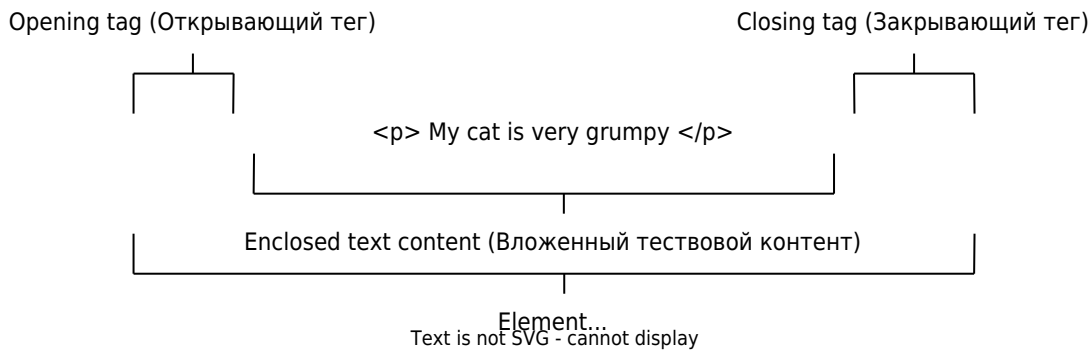 Opening tag (Открывающий тег) Closing tag (Закрывающий тег)
<p> My cat is very grumpy </p>
Enclosed text content (Вложенный тествовой контент)
Element...
Text is not SVG - cannot display